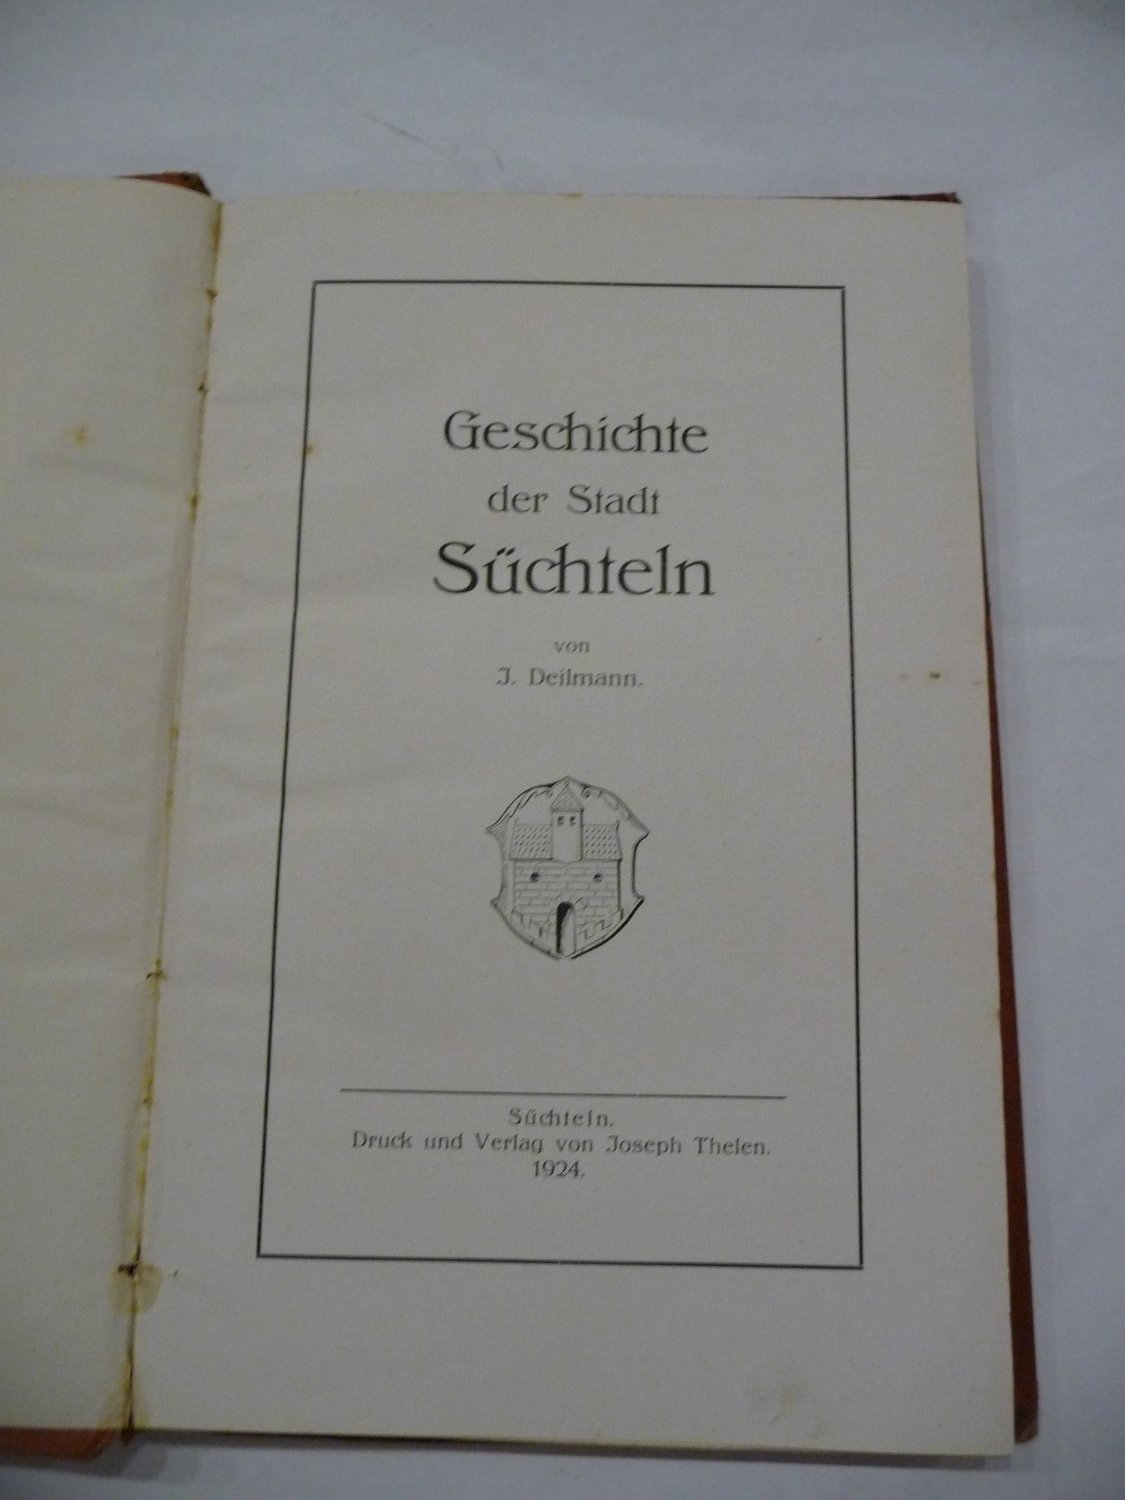 Geschichte
der Stadt
Süchteln
von
J. Deilmann.
Süchteln.
Druck und Verlag von Joseph Thelen.
1924.